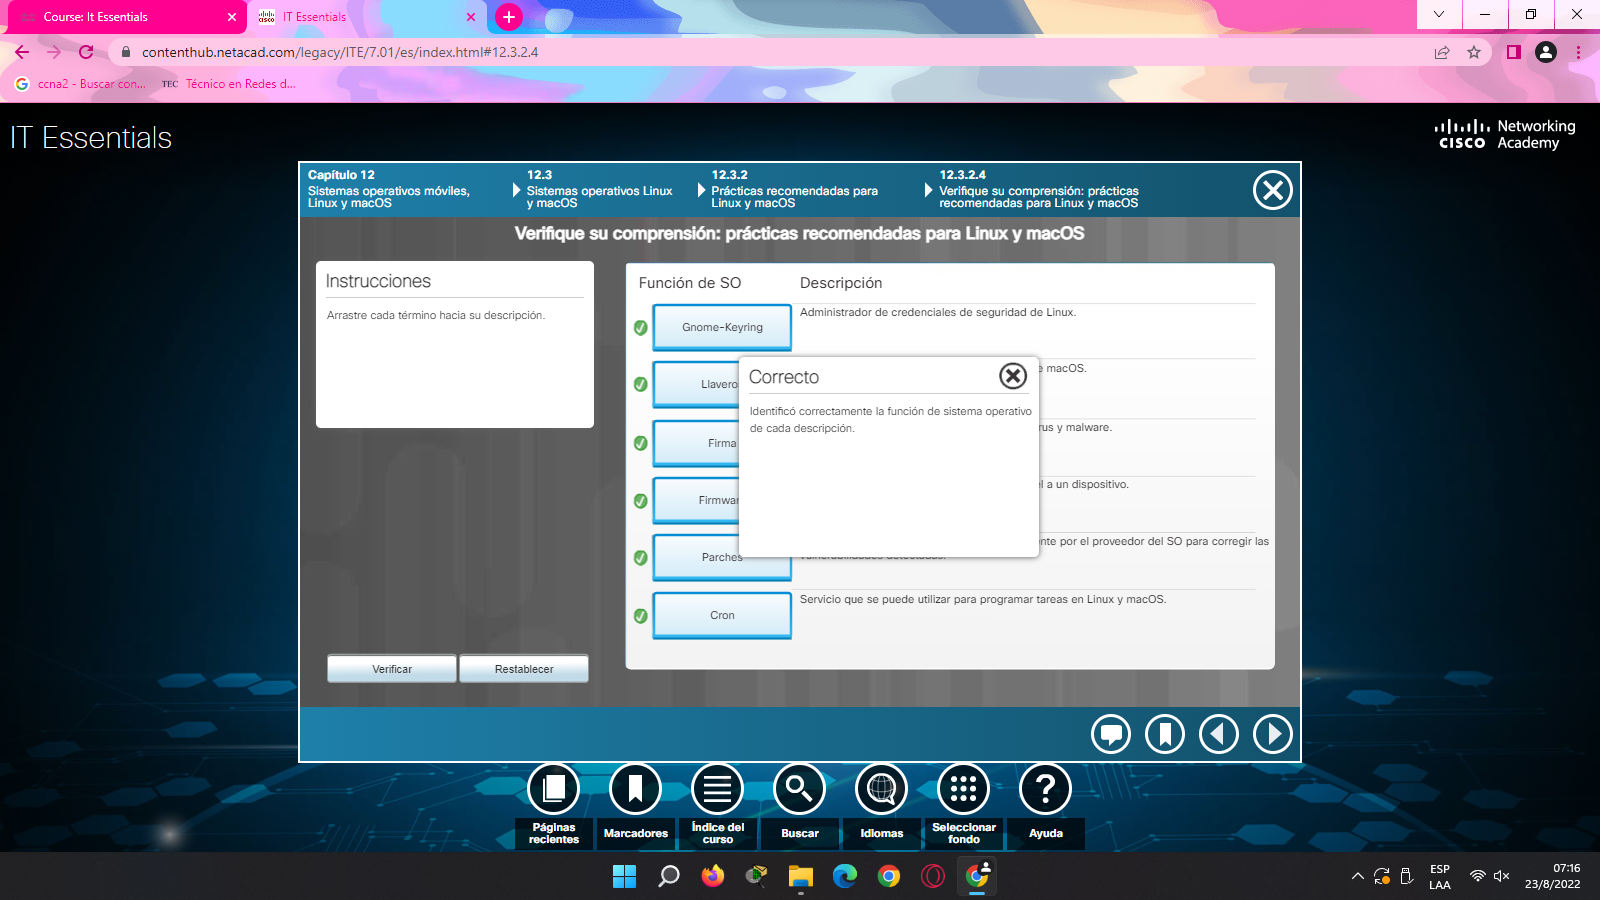 Course: It Essentials
IT Essentials
contenthub.netacad.com/legacy/ITE/7.01/es/index.html#12.3.2.4
ccna2 - Buscar con...
TEC Técnico en Redes d...
IT Essentials
cisco
Networking
Academy
Capítulo 12
Sistemas operativos móviles,
Linux y macOS
12.3
Sistemas operativos Linux
y macOS
12.3.2
Prácticas recomendadas para
Linux y macOS
12.3.2.4
Verifique su comprensión: prácticas
recomendadas para Linux y macOS
Verifique su comprensión: prácticas recomendadas para Linux y macOS
Instrucciones
Arrastre cada término hacia su descripción.
Función de SO
Descripción
Gnome-Keyring
Administrador de credenciales de seguridad de Linux.
Llavero
e macOS.
Firma
rus y malware.
Firmwar
el a un dispositivo.
Parches
nte por el proveedor del SO para corregir las
Cron
Servicio que se puede utilizar para programar tareas en Linux y macOS.
Correcto
Identificó correctamente la función de sistema operativo
de cada descripción.
Verificar
Restablecer
Páginas
recientes
Marcadores
Índice del
curso
Buscar
Idiomas
Seleccionar
fondo
Ayuda
ESP
LAA
07:16
23/8/2022